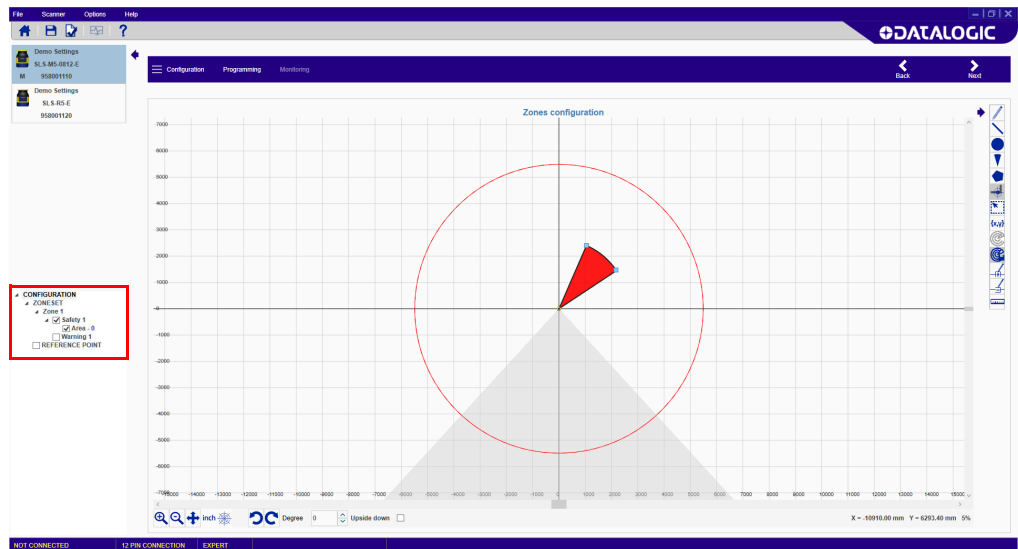 File Scanner Options Help
?
DATALOGIC
Demo Settings
SLS-M5-0812-E
M 958001110
Demo Settings
SLS-R5-E
958001120
Configuration Programming Monitoring Back Next
Zones configuration
7000
6000
5000
4000
3000
2000
1000
-0
-1000
-2000
-3000
-4000
-5000
-6000
-14000 -13000 -12000 -11000 -10000 -9000 -8000 -7000 -6000 -5000 -4000 -3000 -2000 -1000 0 1000 2000 3000 4000 5000 6000 7000 8000 9000 10000 11000 12000 13000 14000 15000
{x,y}
CONFIGURATION
ZONESET
Zone 1
Safety 1
Area - 0
Warning 1
REFERENCE POINT
inch Degree 0 Upside down X = -10910.00 mm Y = 6293.40 mm 5%
NOT CONNECTED 12 PIN CONNECTION EXPERT